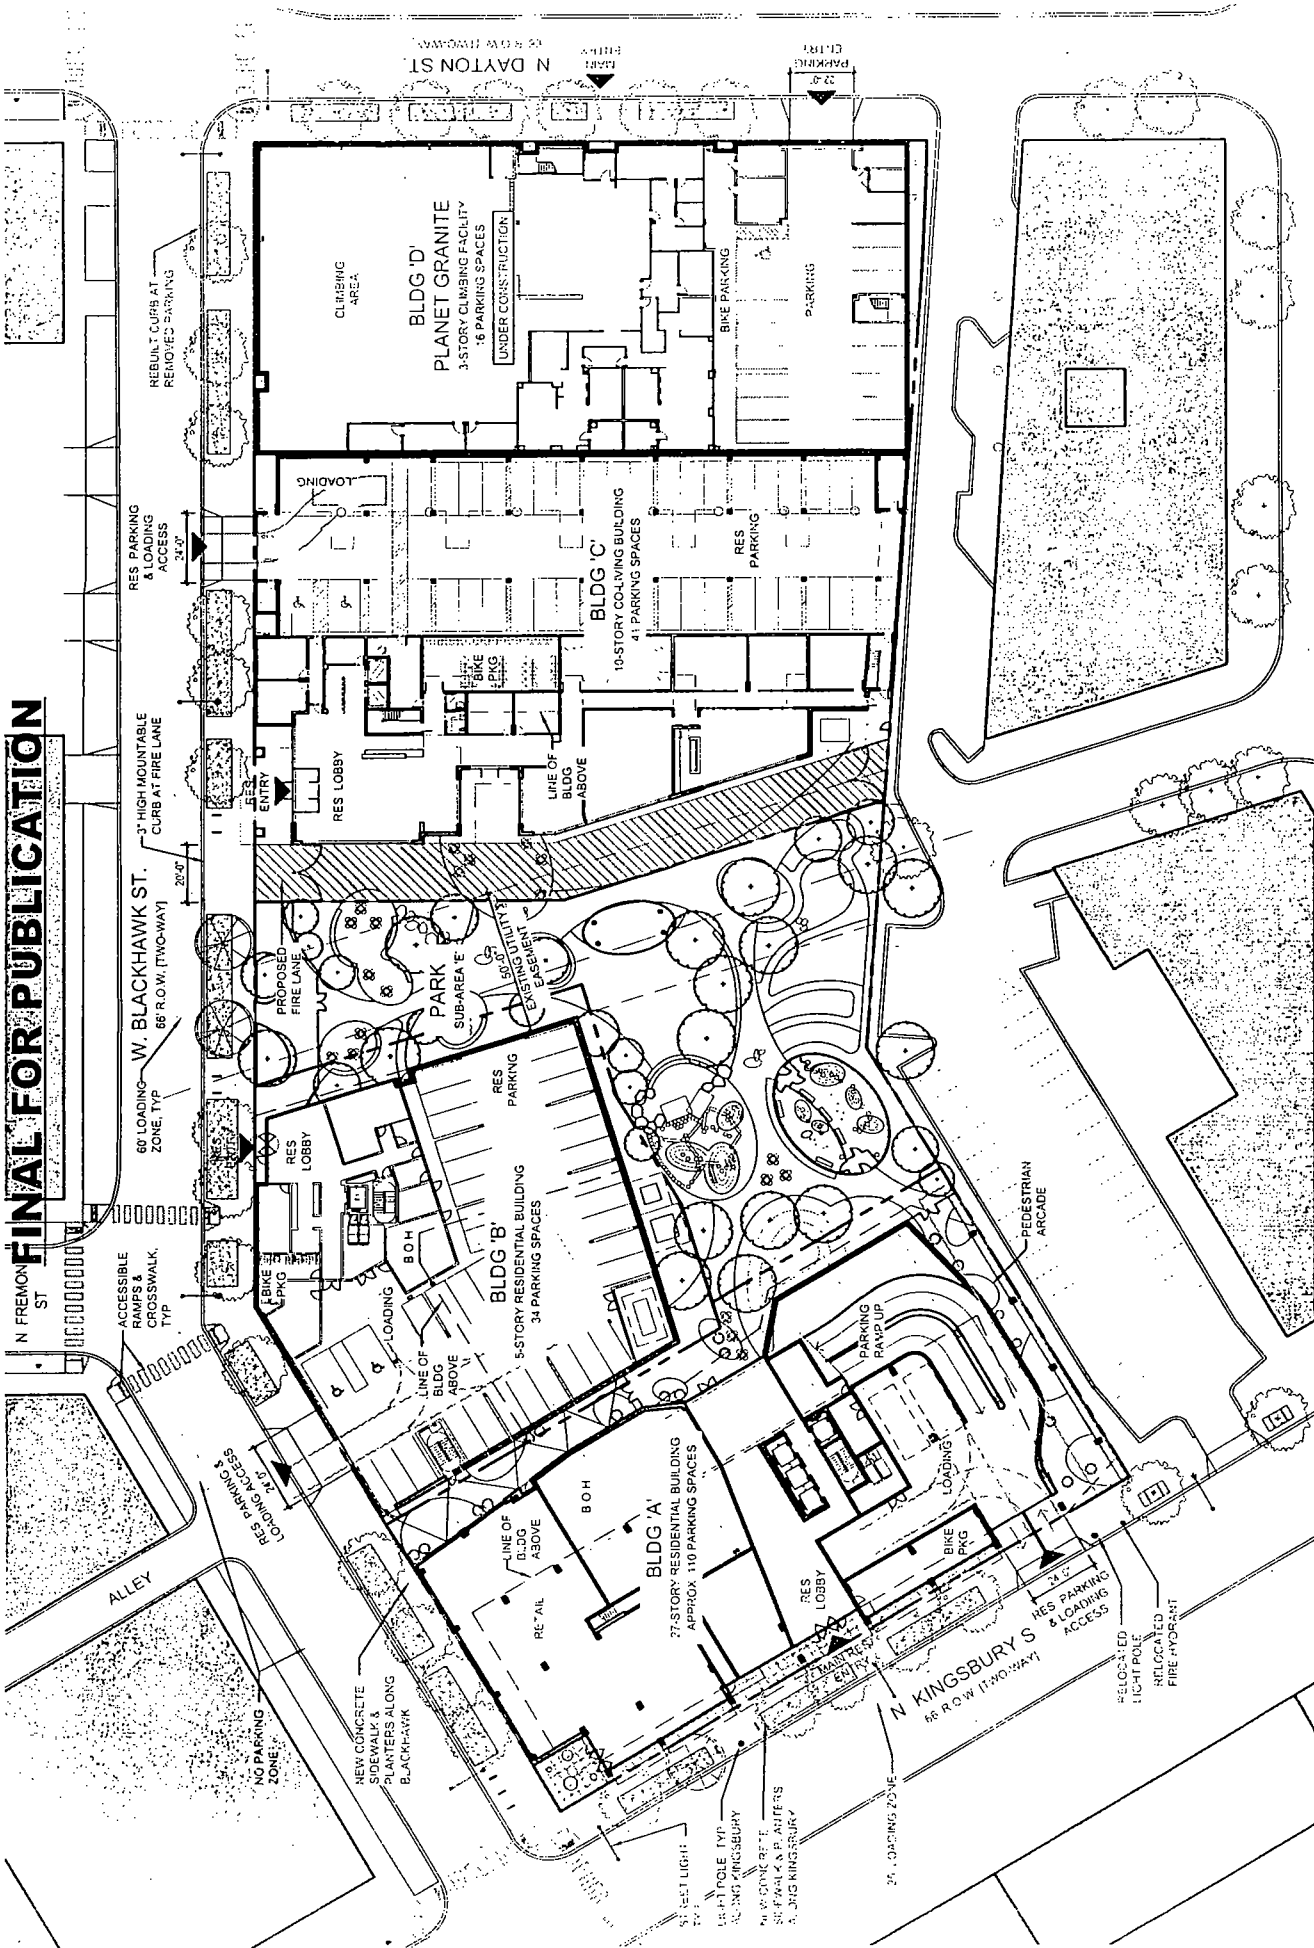 FINAL FOR PUBLICATION
N FREMON
ST
ACCESSIBLE
RAMPS &
CROSSWALK,
TYP
60' LOADING
ZONE, TYP
W. BLACKHAWK ST.
66' R.O.W. [TWO-WAY]
3" HIGH MOUNTABLE
CURB AT FIRE LANE
20'-0"
RES PARKING
& LOADING
ACCESS
24'-0"
REBUILT CURB AT
REMOVED PARKING
N DAYTON ST.
66' R.O.W. [TWO-WAY]
MAIN
ENTRY
PARKING
ENTRY
22'-0"
CLIMBING
AREA
BLDG 'D'
PLANET GRANITE
3-STORY CLIMBING FACILITY
16 PARKING SPACES
UNDER CONSTRUCTION
BIKE PARKING
PARKING
LOADING
BLDG 'C'
10-STORY CO-LIVING BUILDING
41 PARKING SPACES
RES
PARKING
BIKE
PKG
RES
ENTRY
RES LOBBY
LINE OF
BLDG
ABOVE
PROPOSED
FIRE LANE
PARK
SUB-AREA 'E'
50'-0"
EXISTING UTILITY
EASEMENT
RES
LOBBY
RES
PARKING
BIKE
PKG
BOH
LOADING
LINE OF
BLDG
ABOVE
BLDG 'B'
5-STORY RESIDENTIAL BUILDING
34 PARKING SPACES
RES PARKING &
LOADING ACCESS
24'-0"
ALLEY
NO PARKING
ZONE
NEW CONCRETE
SIDEWALK &
PLANTERS ALONG
BLACKHAWK
LINE OF
BLDG
ABOVE
RETAIL
BOH
BLDG 'A'
27-STORY RESIDENTIAL BUILDING
APPROX. 110 PARKING SPACES
RES
LOBBY
MAIN RES
ENTRY
BIKE
PKG
LOADING
PARKING
RAMP UP
PEDESTRIAN
ARCADE
24'-0"
RES PARKING
& LOADING
ACCESS
N KINGSBURY S
66' R.O.W. [TWO-WAY]
RELOCATED
LIGHT POLE
RELOCATED
FIRE HYDRANT
STREET LIGHT
LIGHT POLE TYP
ALONG KINGSBURY
NEW CONCRETE
SIDEWALK & PLANTERS
ALONG KINGSBURY
LOADING ZONE